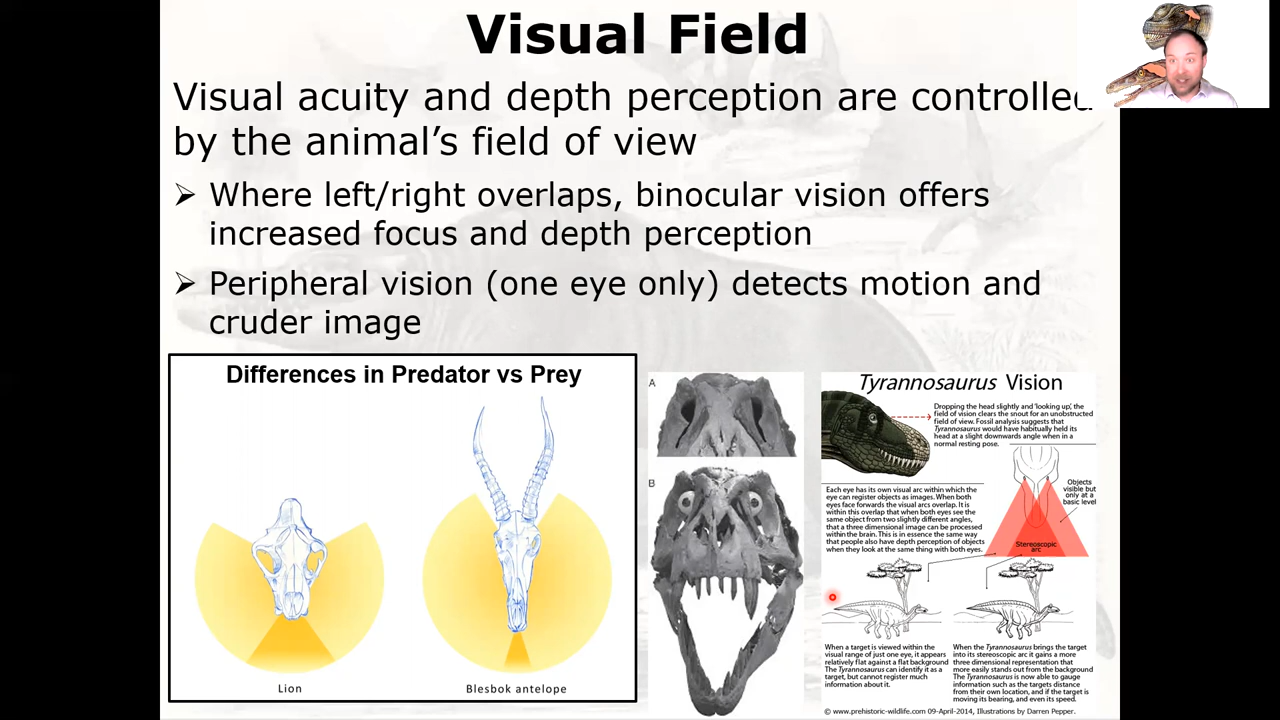 Visual Field
Visual acuity and depth perception are controlled
by the animal's field of view
Where left/right overlaps, binocular vision offers
increased focus and depth perception
Peripheral vision (one eye only) detects motion and
cruder image
Differences in Predator vs Prey
Lion
Blesbok antelope
A
B
Tyrannosaurus Vision
Dropping the head slightly and 'looking up', the
field of vision clears the snout for an unobstructed
field of view. Fossil analysis suggests that
Tyrannosaurus would have habitually held its
head at a slight downwards angle when in a
normal resting pose.
Each eye has its own visual arc within which the
eye can register objects as images. When both
eyes face forwards the visual arcs overlap. It is
within this overlap that when both eyes see the
same object from two slightly different angles,
that a three dimensional image can be processed
within the brain. This is in essence the same way
that people also have depth perception of objects
when they look at the same thing with both eyes.
Objects
visible but
only at a
basic level
Stereoscopic
arc
When a target is viewed within the
visual range of just one eye, it appears
relatively flat against a flat background
The Tyrannosaurus can identify it as a
target, but cannot register much
information about it.
When the Tyrannosaurus brings the target
into its stereoscopic arc it gains a more
three dimensional representation that
more easily stands out from the background
The Tyrannosaurus is now able to gauge
information such as the targets distance
from their own location, and if the target is
moving its bearing, and even its speed.
© www.prehistoric-wildlife.com 09-April-2014, Illustrations by Darren Pepper.